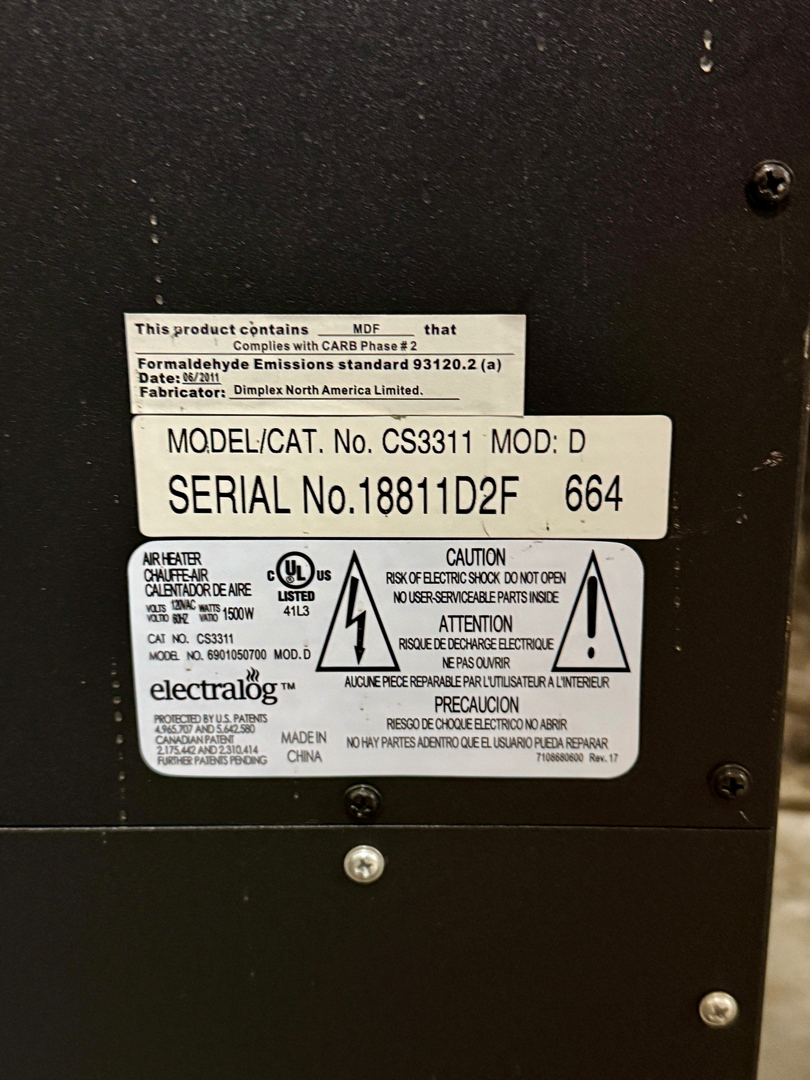 This product contains MDF that
Complies with CARB Phase # 2
Formaldehyde Emissions standard 93120.2 (a)
Date: 06/2011
Fabricator: Dimplex North America Limited.
MODEL/CAT. No. CS3311 MOD: D
SERIAL No.18811D2F 664
AIR HEATER
CHAUFFE-AIR
CALENTADOR DE AIRE
VOLTS 120VAC WATTS
VOLTIO 60HZ VATIO 1500W
CAT NO. CS3311
MODEL NO. 6901050700 MOD. D
electralog™
PROTECTED BY U.S. PATENTS
4,965,707 AND 5,642,580
CANADIAN PATENT
2,175,442 AND 2,310,414
FURTHER PATENTS PENDING
MADE IN
CHINA
C UL US
LISTED
41L3
CAUTION
RISK OF ELECTRIC SHOCK DO NOT OPEN
NO USER-SERVICEABLE PARTS INSIDE
ATTENTION
RISQUE DE DECHARGE ELECTRIQUE
NE PAS OUVRIR
AUCUNE PIECE REPARABLE PAR L'UTILISATEUR A L'INTERIEUR
PRECAUCION
RIESGO DE CHOQUE ELECTRICO NO ABRIR
NO HAY PARTES ADENTRO QUE EL USUARIO PUEDA REPARAR
7108680600 Rev. 17